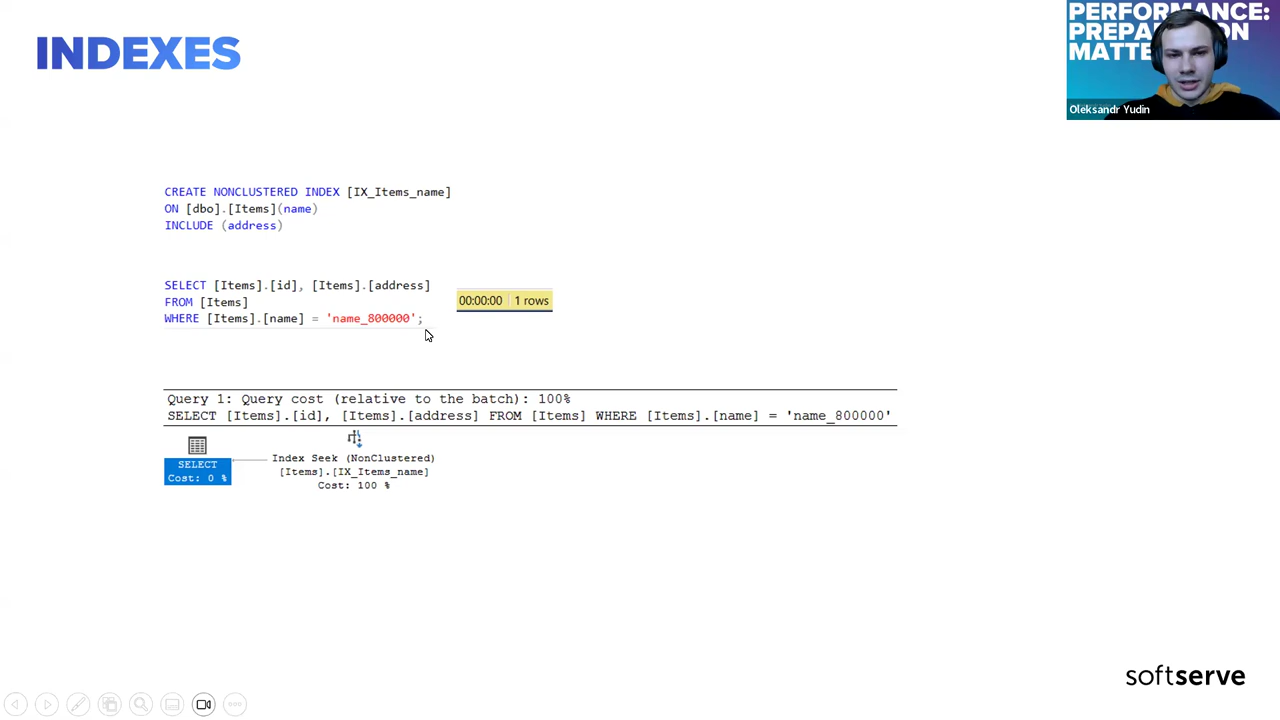 INDEXES
PERFORMANCE:
MATTE
Oleksandr Yudin
CREATE NONCLUSTERED INDEX [IX_Items_name]
ON [dbo].[Items](name)
INCLUDE (address)
SELECT [Items].[id], [Items].[address]
FROM [Items]
WHERE [Items].[name] = 'name_800000';
00:00:00 1 rows
Query 1: Query cost (relative to the batch): 100%
SELECT [Items].[id], [Items].[address] FROM [Items] WHERE [Items].[name] = 'name_800000'
SELECT
Cost: 0 %
Index Seek (NonClustered)
[Items].[IX_Items_name]
Cost: 100 %
softserve